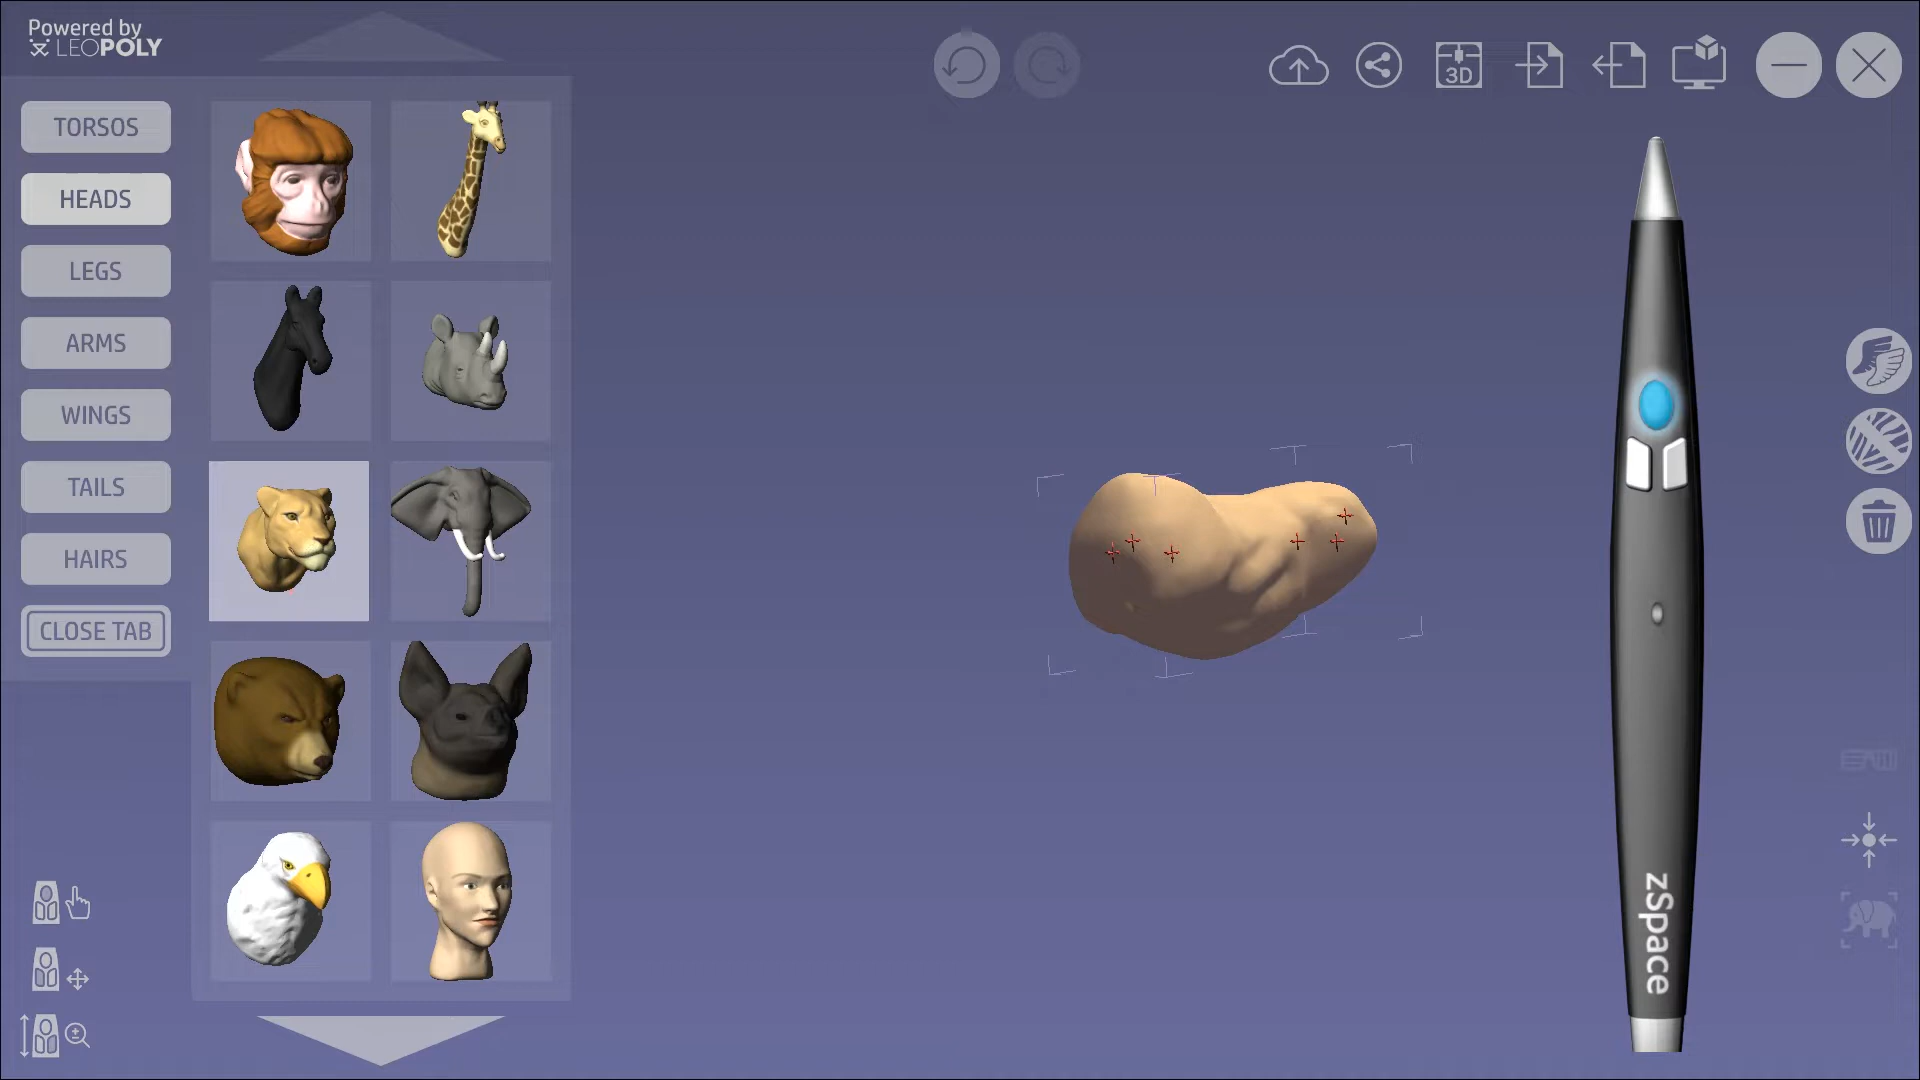 Powered by
LEOPOLY
TORSOS
HEADS
LEGS
ARMS
WINGS
TAILS
HAIRS
CLOSE TAB
3D
zSpace